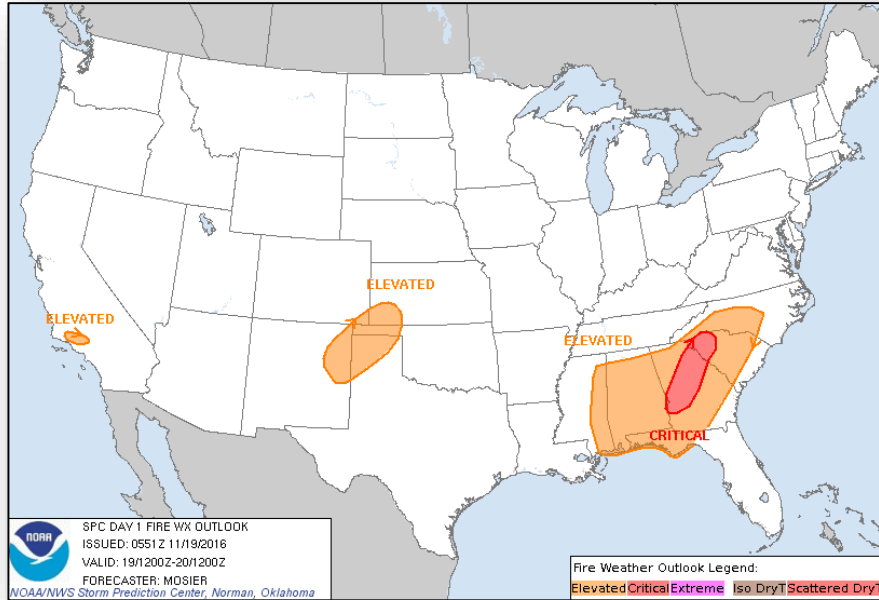 ELEVATED
ELEVATED
ELEVATED
CRITICAL
SPC DAY 1 FIRE WX OUTLOOK
ISSUED: 0551Z 11/19/2016
VALID: 19/1200Z-20/1200Z
FORECASTER: MOSIER
NOAA/NWS Storm Prediction Center, Norman, Oklahoma
NOAA
Fire Weather Outlook Legend:
Elevated Critical Extreme Iso DryT Scattered DryT